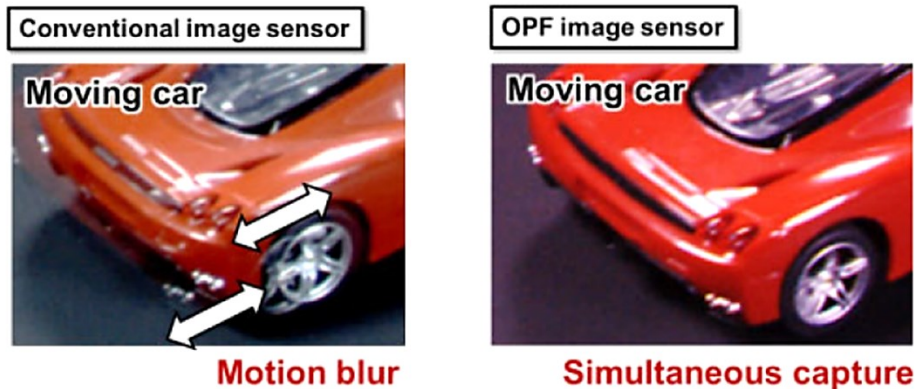 Conventional image sensor
OPF image sensor
Moving car
Moving car
Motion blur
Simultaneous capture